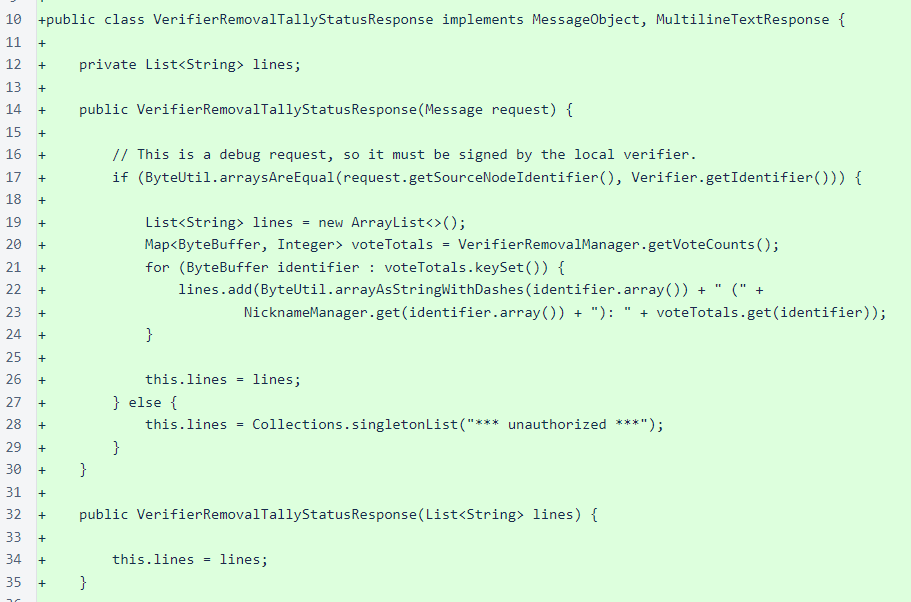 10 +public class VerifierRemovalTallyStatusResponse implements MessageObject, MultilineTextResponse {
11 +
12 +    private List<String> lines;
13 +
14 +    public VerifierRemovalTallyStatusResponse(Message request) {
15 +
16 +        // This is a debug request, so it must be signed by the local verifier.
17 +        if (ByteUtil.arraysAreEqual(request.getSourceNodeIdentifier(), Verifier.getIdentifier())) {
18 +
19 +            List<String> lines = new ArrayList<>();
20 +            Map<ByteBuffer, Integer> voteTotals = VerifierRemovalManager.getVoteCounts();
21 +            for (ByteBuffer identifier : voteTotals.keySet()) {
22 +                lines.add(ByteUtil.arrayAsStringWithDashes(identifier.array()) + " (" +
23 +                        NicknameManager.get(identifier.array()) + "): " + voteTotals.get(identifier));
24 +            }
25 +
26 +            this.lines = lines;
27 +        } else {
28 +            this.lines = Collections.singletonList("*** unauthorized ***");
29 +        }
30 +    }
31 +
32 +    public VerifierRemovalTallyStatusResponse(List<String> lines) {
33 +
34 +        this.lines = lines;
35 +    }